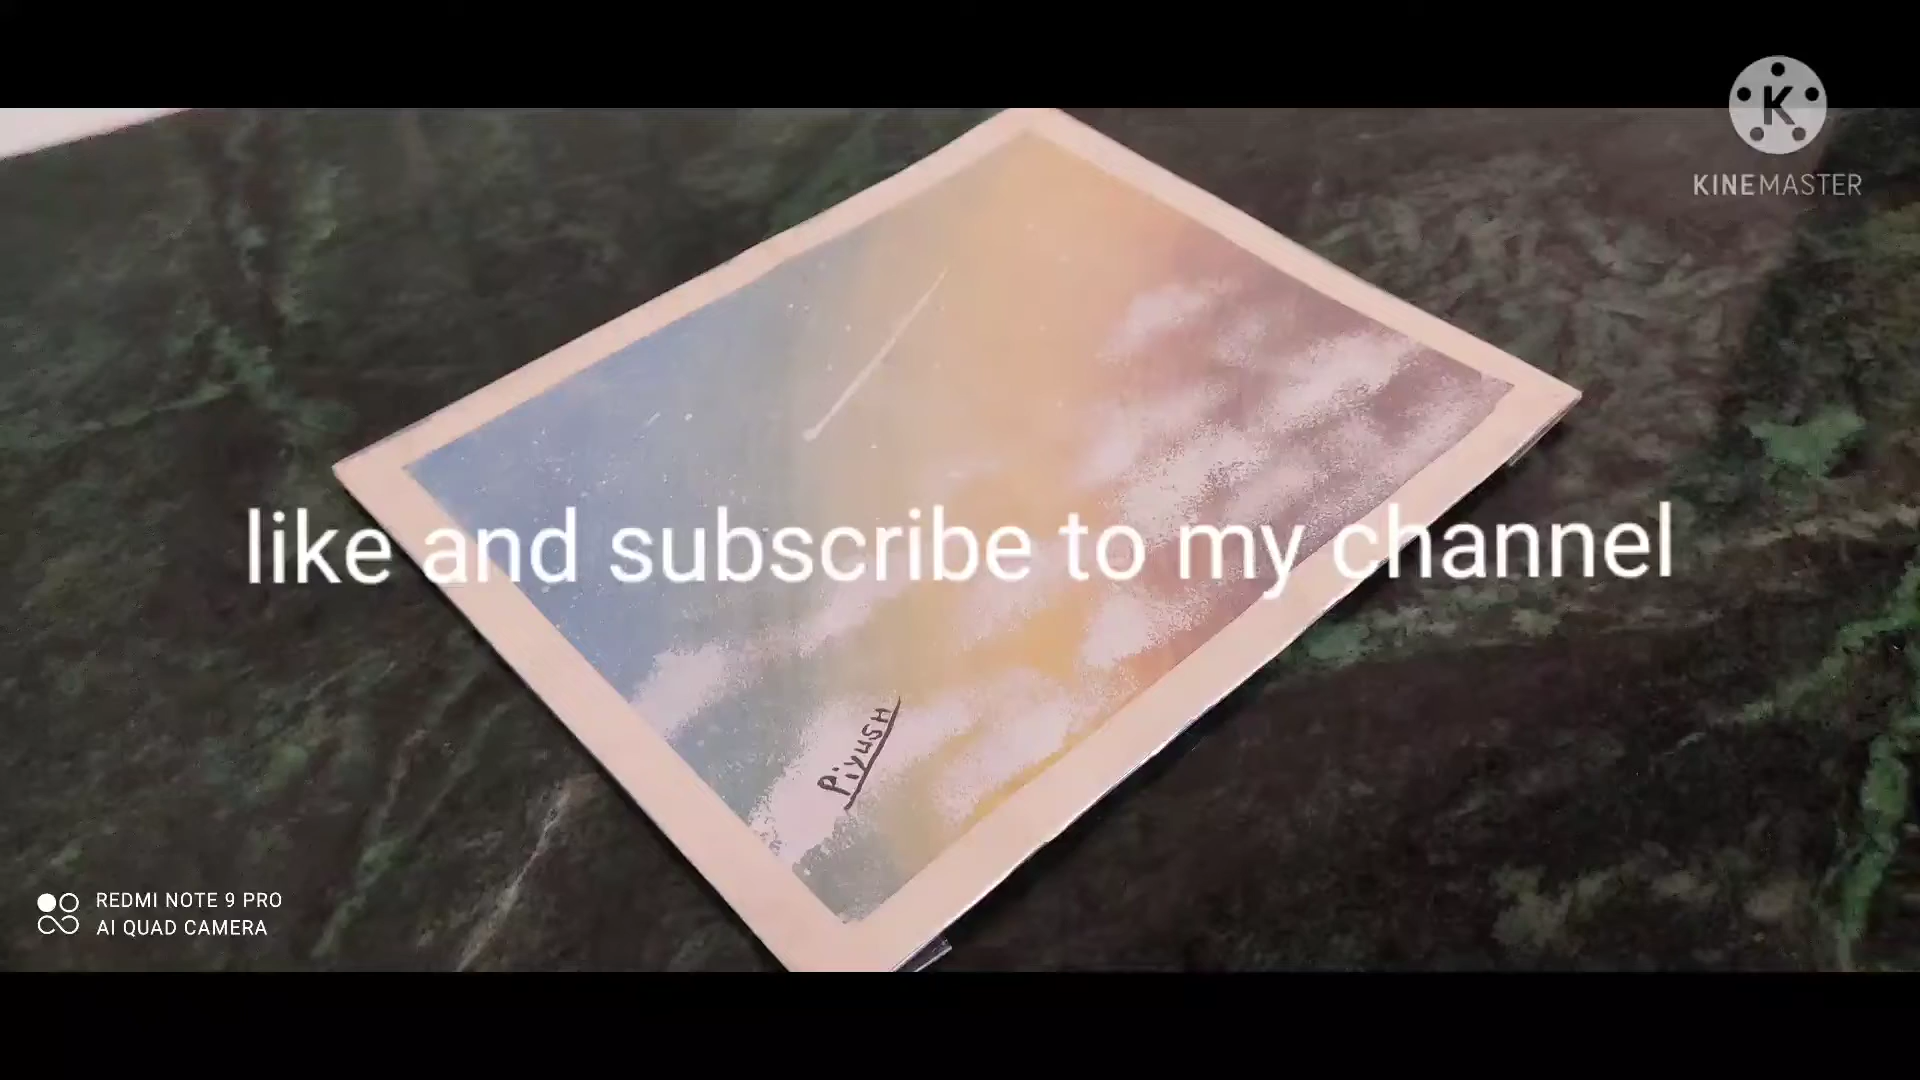 KINEMASTER
like and subscribe to my channel
Piyush
REDMI NOTE 9 PRO
AI QUAD CAMERA